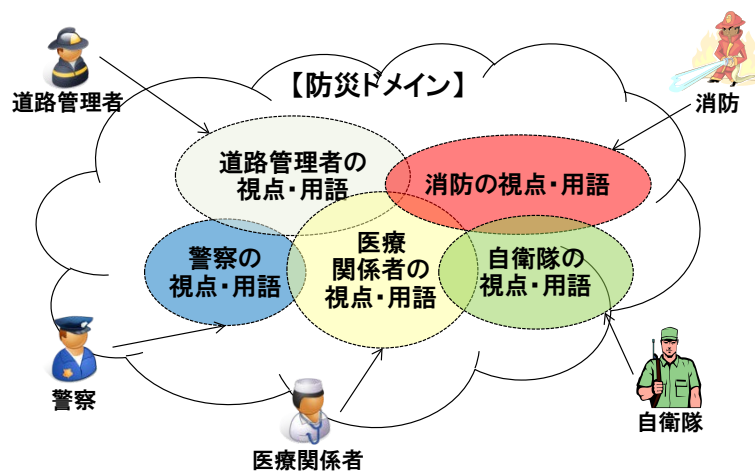 【防災ドメイン】
道路管理者
消防
道路管理者の
視点・用語
消防の視点・用語
警察の
視点・用語
医療
関係者の
視点・用語
自衛隊の
視点・用語
警察
医療関係者
自衛隊